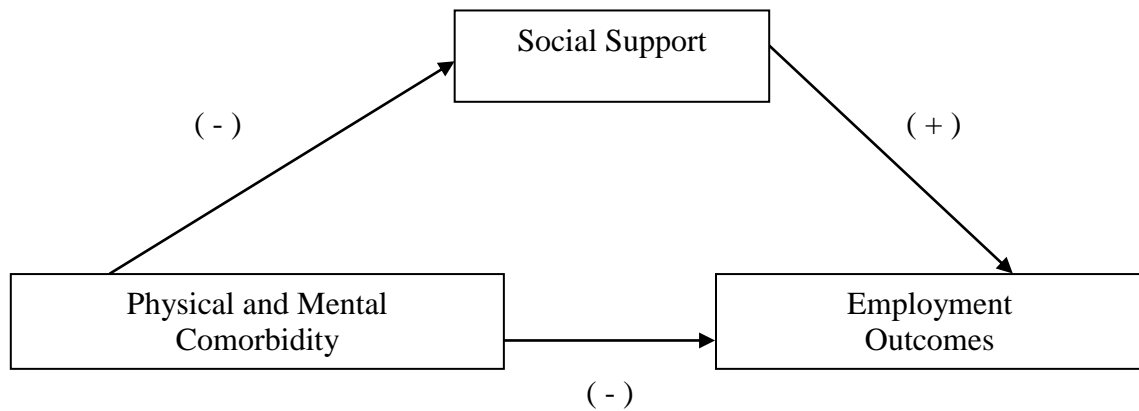 Social Support
( - )
( + )
Physical and Mental
Comorbidity
Employment
Outcomes
( - )